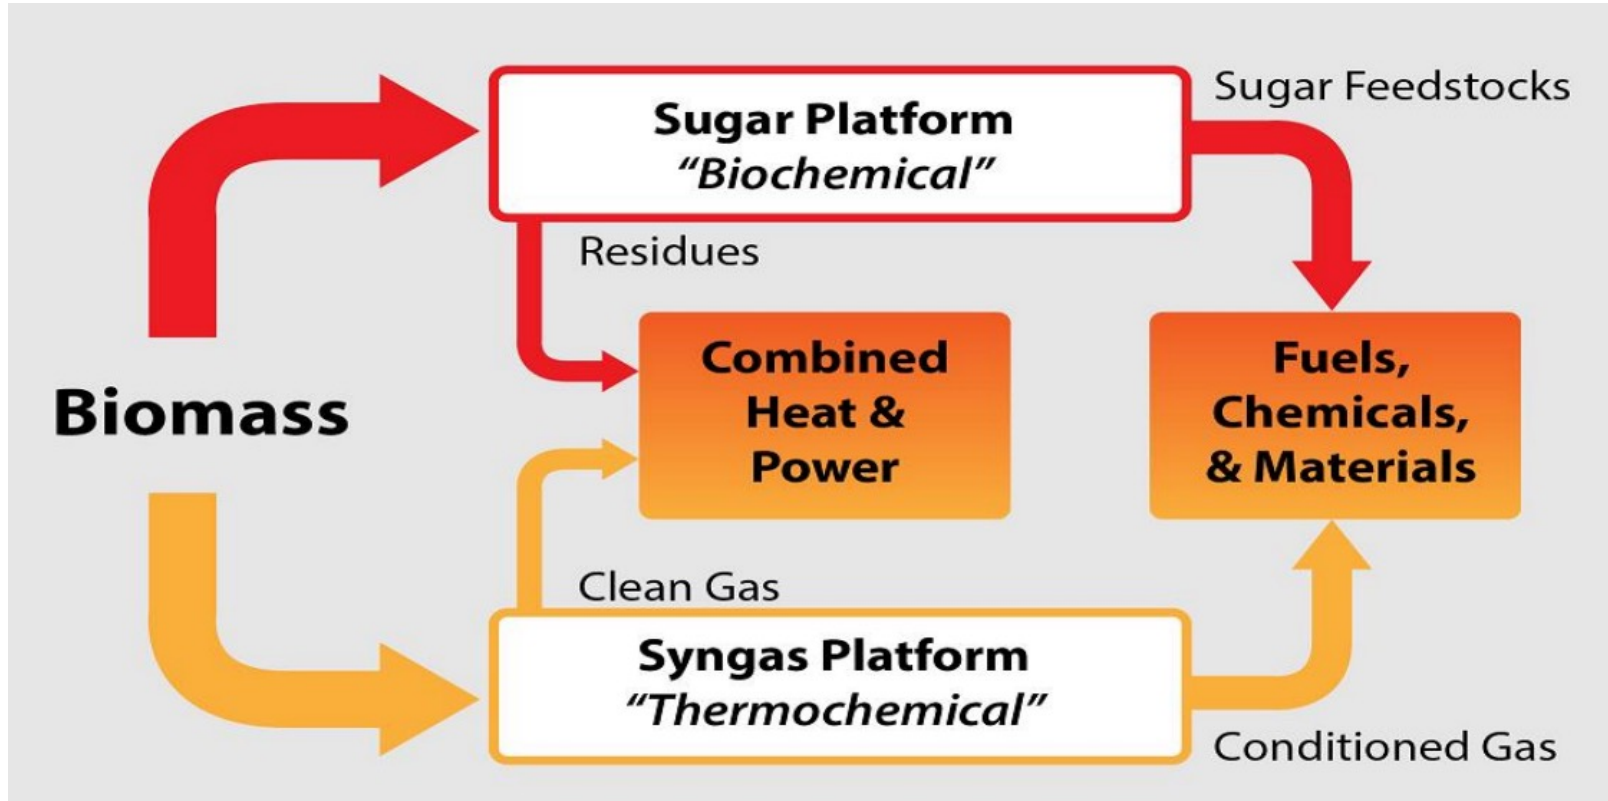 Sugar Feedstocks
Sugar Platform
“Biochemical”
Residues
Combined
Heat &
Power
Fuels,
Chemicals,
& Materials
Biomass
Clean Gas
Syngas Platform
“Thermochemical”
Conditioned Gas